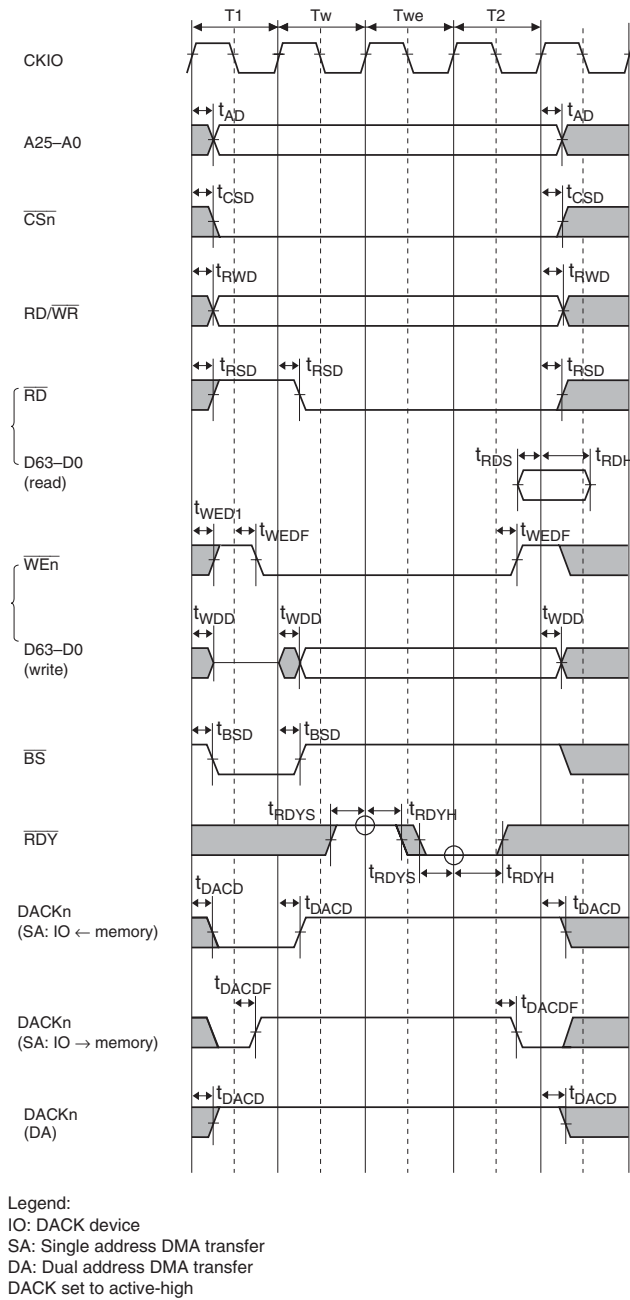 T1 Tw Twe T2
CKIO
tAD tAD
A25–A0
tCSD tCSD
CSn
tRWD tRWD
RD/WR
tRSD tRSD tRSD
RD
tRDS tRDH
D63–D0
(read)
tWED1 tWEDF tWEDF
WEn
tWDD tWDD tWDD
D63–D0
(write)
tBSD tBSD
BS
tRDYS tRDYH
RDY
tRDYS tRDYH
tDACD tDACD tDACD
DACKn
(SA: IO ← memory)
tDACDF tDACDF
DACKn
(SA: IO → memory)
tDACD tDACD
DACKn
(DA)
Legend:
IO: DACK device
SA: Single address DMA transfer
DA: Dual address DMA transfer
DACK set to active-high